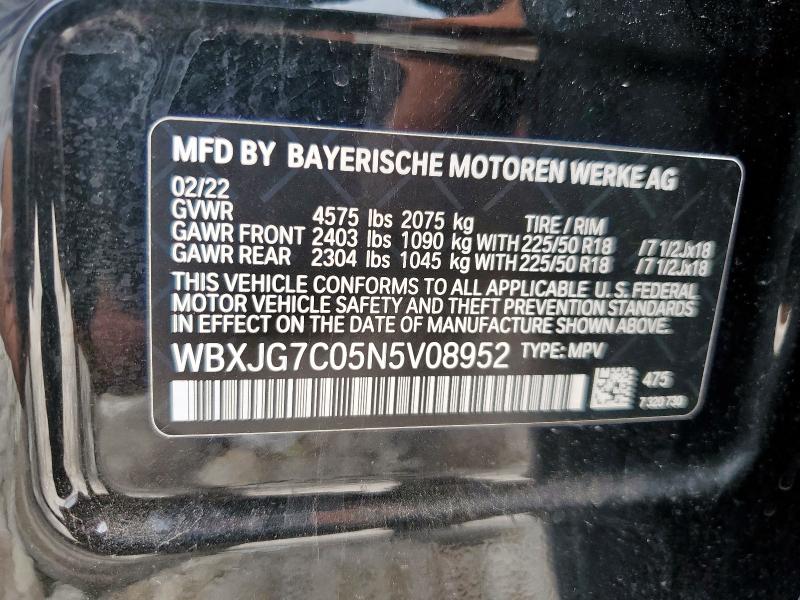 MFD BY BAYERISCHE MOTOREN WERKE AG
02/22
GVWR 4575 lbs 2075 kg TIRE / RIM
GAWR FRONT 2403 lbs 1090 kg WITH 225/50 R18 /7 1/2Jx18
GAWR REAR 2304 lbs 1045 kg WITH 225/50 R18 /7 1/2Jx18
THIS VEHICLE CONFORMS TO ALL APPLICABLE U.S. FEDERAL
MOTOR VEHICLE SAFETY AND THEFT PREVENTION STANDARDS
IN EFFECT ON THE DATE OF MANUFACTURE SHOWN ABOVE.
WBXJG7C05N5V08952 TYPE: MPV
475
7 320 730